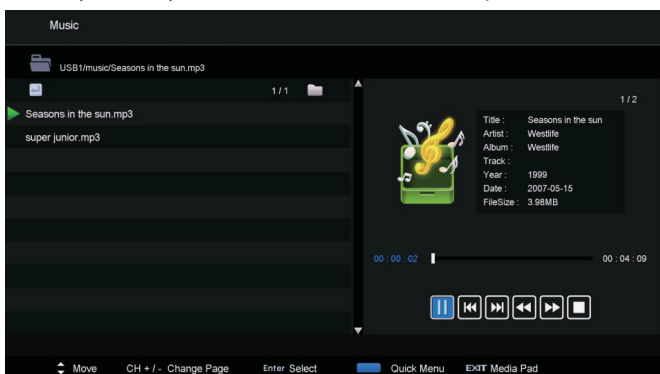 Music
USB1/music/Seasons in the sun.mp3
1 / 1
Seasons in the sun.mp3
super junior.mp3
1 / 2
Title : Seasons in the sun
Artist : Westlife
Album : Westlife
Track :
Year : 1999
Date : 2007-05-15
FileSize : 3.98MB
00 : 00 : 02
00 : 04 : 09
Move CH + / - Change Page Enter Select Quick Menu EXIT Media Pad